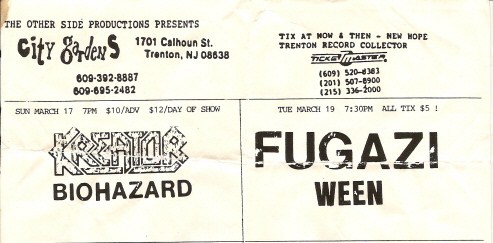 THE OTHER SIDE PRODUCTIONS PRESENTS
city gardens
1701 Calhoun St.
Trenton, NJ 08638
609-392-8887
609-695-2482
TIX AT NOW & THEN - NEW HOPE
TRENTON RECORD COLLECTOR
TICKETMASTER
(609) 520-8383
(201) 507-8900
(215) 336-2000
SUN MARCH 17 7PM $10/ADV $12/DAY OF SHOW
KREATOR
BIOHAZARD
TUE MARCH 19 7:30PM ALL TIX $5 !
FUGAZI
WEEN